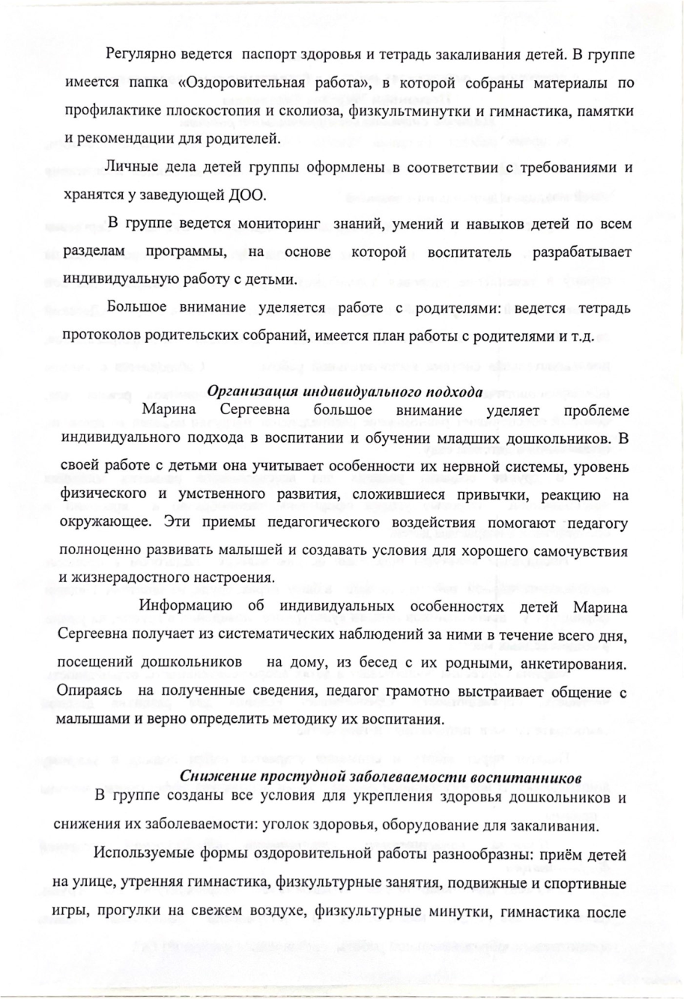 Регулярно ведется паспорт здоровья и тетрадь закаливания детей. В группе
имеется папка «Оздоровительная работа», в которой собраны материалы по
профилактике плоскостопия и сколиоза, физкультминутки и гимнастика, памятки
и рекомендации для родителей.
Личные дела детей группы оформлены в соответствии с требованиями и
хранятся у заведующей ДОО.
В группе ведется мониторинг знаний, умений и навыков детей по всем
разделам программы, на основе которой воспитатель разрабатывает
индивидуальную работу с детьми.
Большое внимание уделяется работе с родителями: ведется тетрадь
протоколов родительских собраний, имеется план работы с родителями и т.д.
Организация индивидуального подхода
Марина Сергеевна большое внимание уделяет проблеме
индивидуального подхода в воспитании и обучении младших дошкольников. В
своей работе с детьми она учитывает особенности их нервной системы, уровень
физического и умственного развития, сложившиеся привычки, реакцию на
окружающее. Эти приемы педагогического воздействия помогают педагогу
полноценно развивать малышей и создавать условия для хорошего самочувствия
и жизнерадостного настроения.
Информацию об индивидуальных особенностях детей Марина
Сергеевна получает из систематических наблюдений за ними в течение всего дня,
посещений дошкольников на дому, из бесед с их родными, анкетирования.
Опираясь на полученные сведения, педагог грамотно выстраивает общение с
малышами и верно определить методику их воспитания.
Снижение простудной заболеваемости воспитанников
В группе созданы все условия для укрепления здоровья дошкольников и
снижения их заболеваемости: уголок здоровья, оборудование для закаливания.
Используемые формы оздоровительной работы разнообразны: приём детей
на улице, утренняя гимнастика, физкультурные занятия, подвижные и спортивные
игры, прогулки на свежем воздухе, физкультурные минутки, гимнастика после